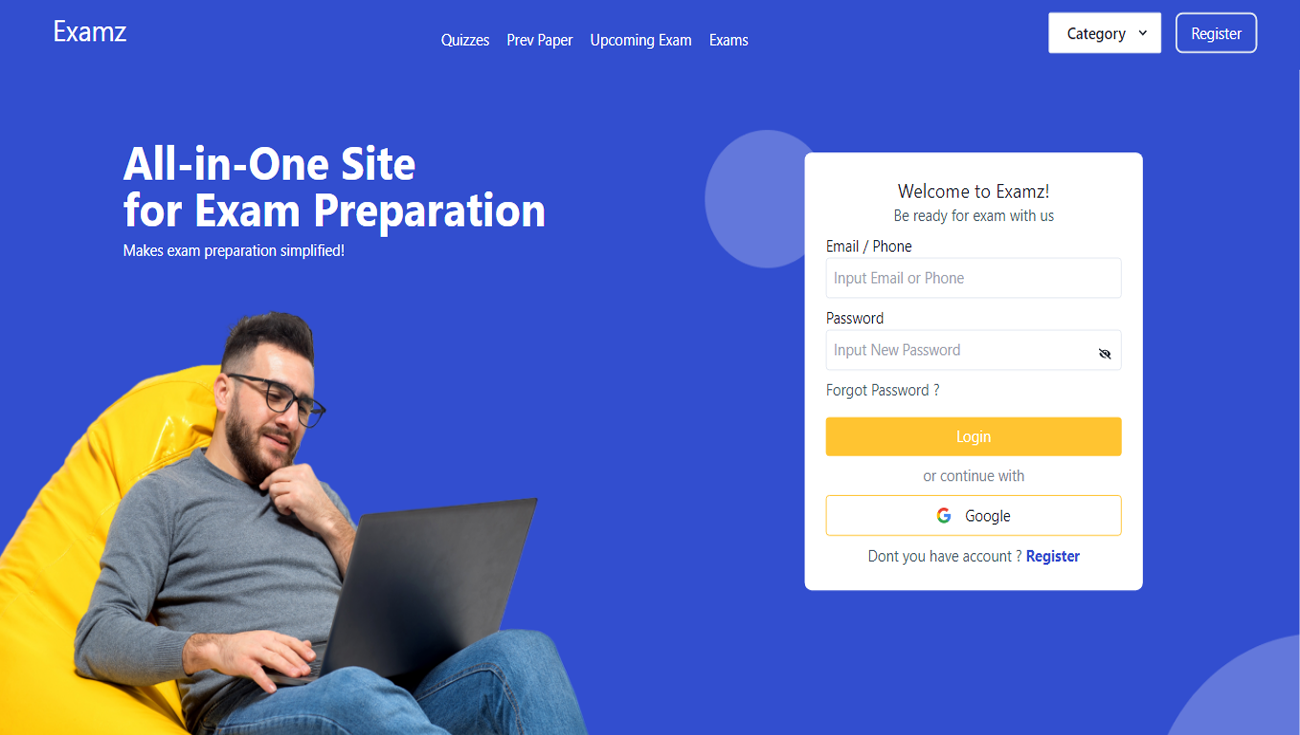 Examz
Quizzes Prev Paper Upcoming Exam Exams
Category
Register
All-in-One Site
for Exam Preparation
Makes exam preparation simplified!
Welcome to Examz!
Be ready for exam with us
Email / Phone
Input Email or Phone
Password
Input New Password
Forgot Password ?
Login
or continue with
Google
Dont you have account ? Register